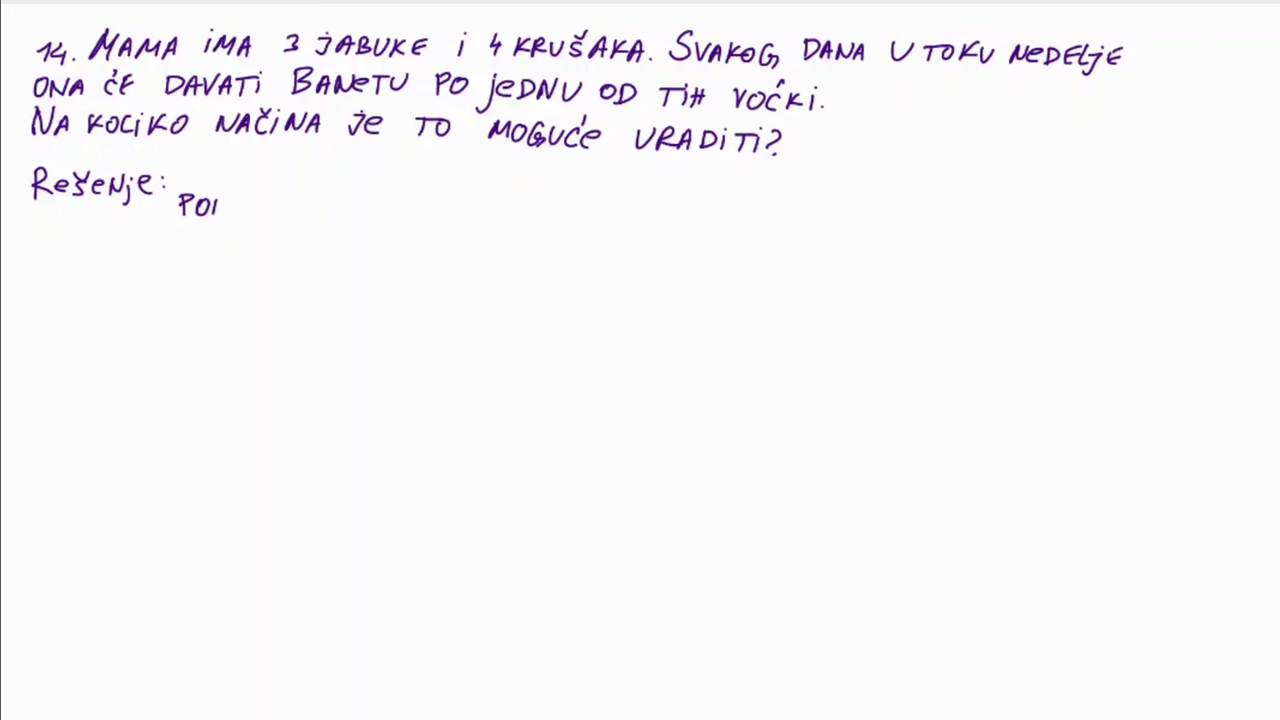 14. MAMA IMA 3 JABUKE I 4 KRUŠAKA. SVAKOG DANA U TOKU NEDELJE
ONA ĆE DAVATI BANETU PO JEDNU OD TIH VOĆKI.
NA KOLIKO NAČINA JE TO MOGUĆE URADITI?
REŠENJE: